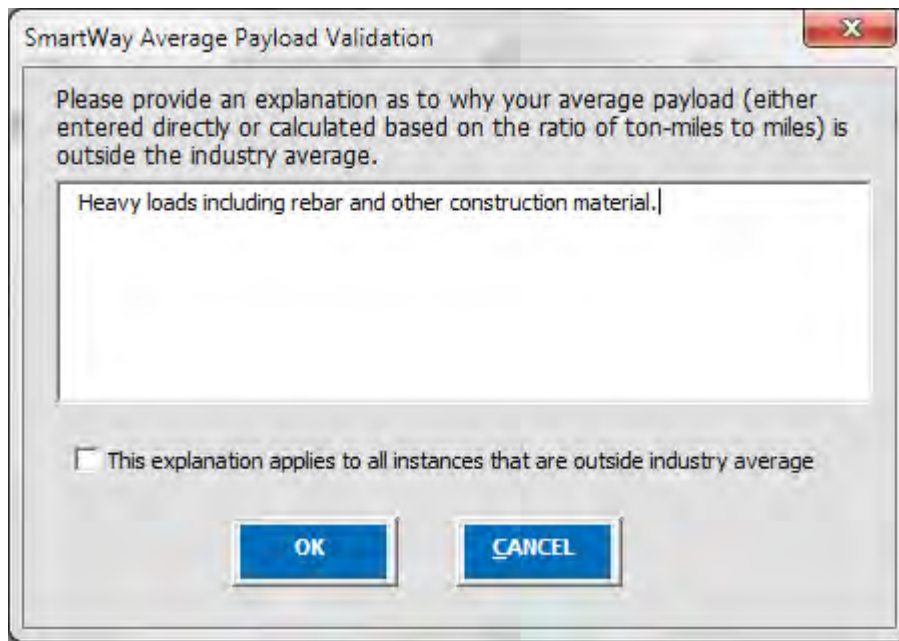 SmartWay Average Payload Validation
Please provide an explanation as to why your average payload (either
entered directly or calculated based on the ratio of ton-miles to miles) is
outside the industry average.
Heavy loads including rebar and other construction material.
This explanation applies to all instances that are outside industry average
OK
CANCEL